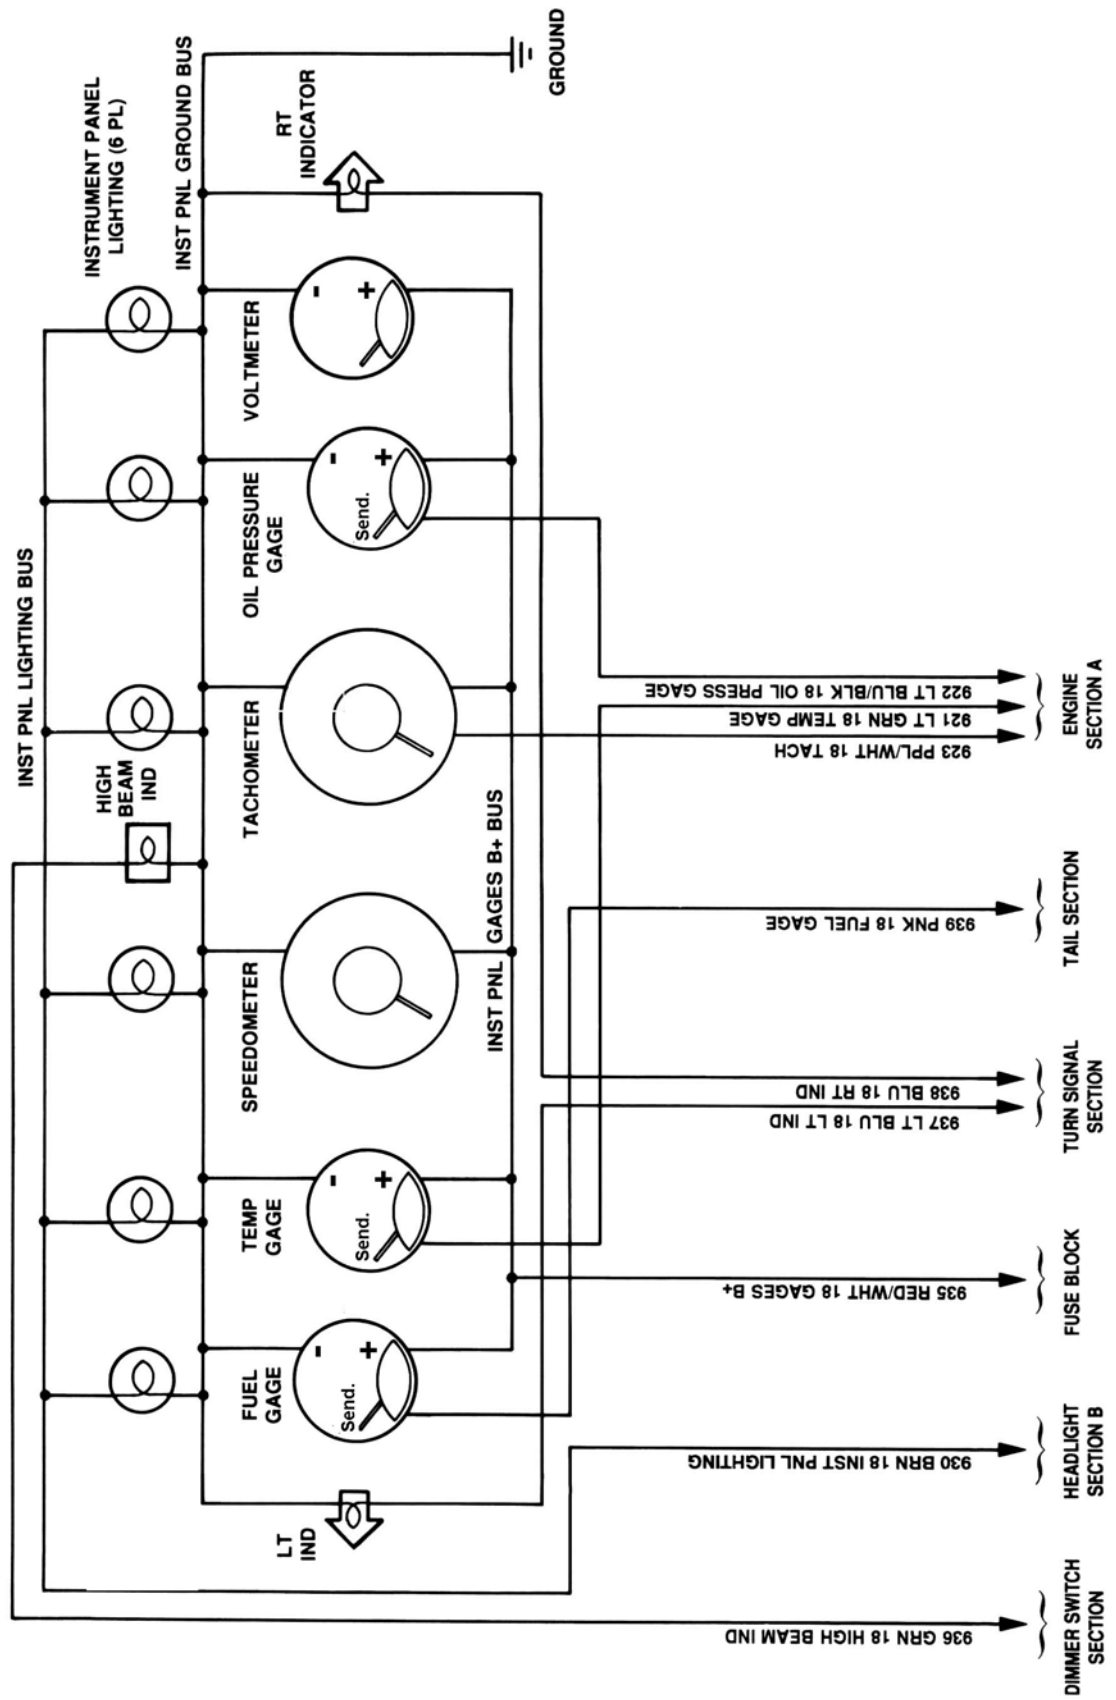 INSTRUMENT PANEL
LIGHTING (6 PL)
INST PNL LIGHTING BUS
HIGH
BEAM
IND
INST PNL GROUND BUS
LT
IND
FUEL
GAGE
TEMP
GAGE
SPEEDOMETER
TACHOMETER
OIL PRESSURE
GAGE
VOLTMETER
RT
INDICATOR
-
+
Send.
-
+
Send.
-
+
Send.
-
+
INST PNL GAGES B+ BUS
GROUND
936 GRN 18 HIGH BEAM IND
930 BRN 18 INST PNL LIGHTING
935 RED/WHT 18 GAGES B+
937 LT BLU 18 LT IND
938 BLU 18 RT IND
939 PNK 18 FUEL GAGE
923 PPL/WHT 18 TACH
921 LT GRN 18 TEMP GAGE
922 LT BLU/BLK 18 OIL PRESS GAGE
DIMMER SWITCH
SECTION
HEADLIGHT
SECTION B
FUSE BLOCK
TURN SIGNAL
SECTION
TAIL SECTION
ENGINE
SECTION A